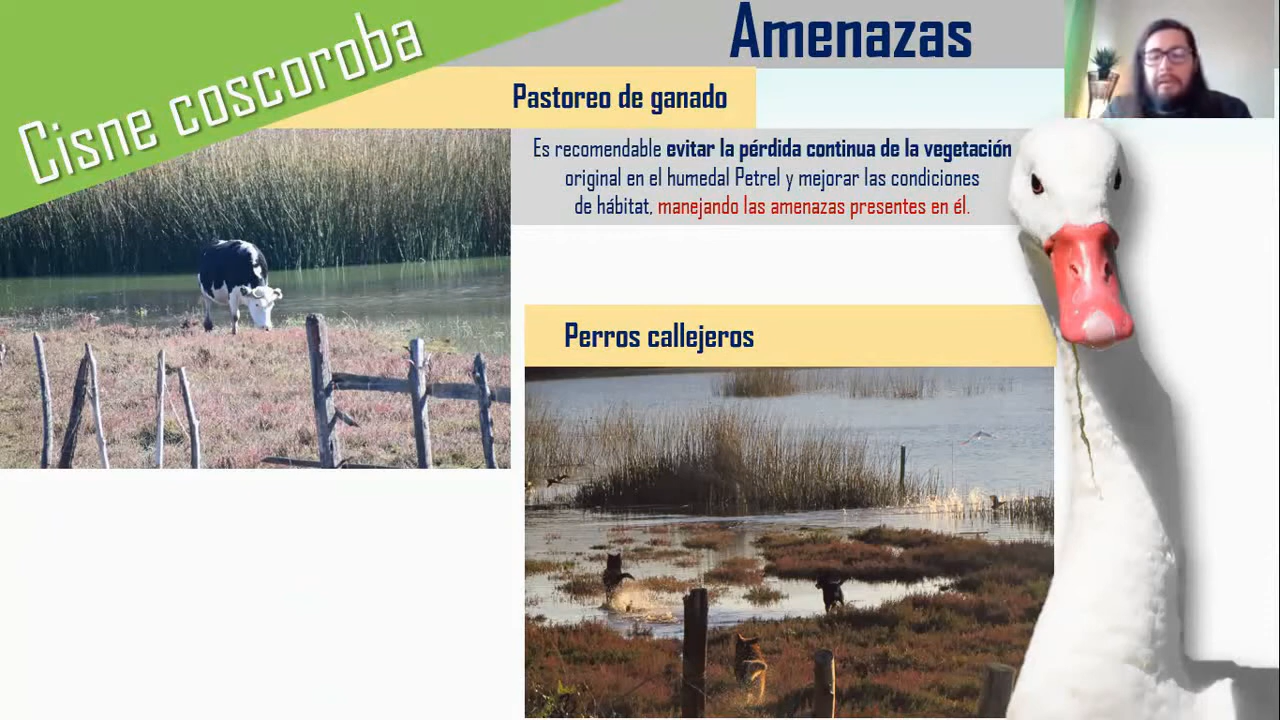 Cisne coscoroba
Amenazas
Pastoreo de ganado
Es recomendable evitar la pérdida continua de la vegetación
original en el humedal Petrel y mejorar las condiciones
de hábitat, manejando las amenazas presentes en él.
Perros callejeros